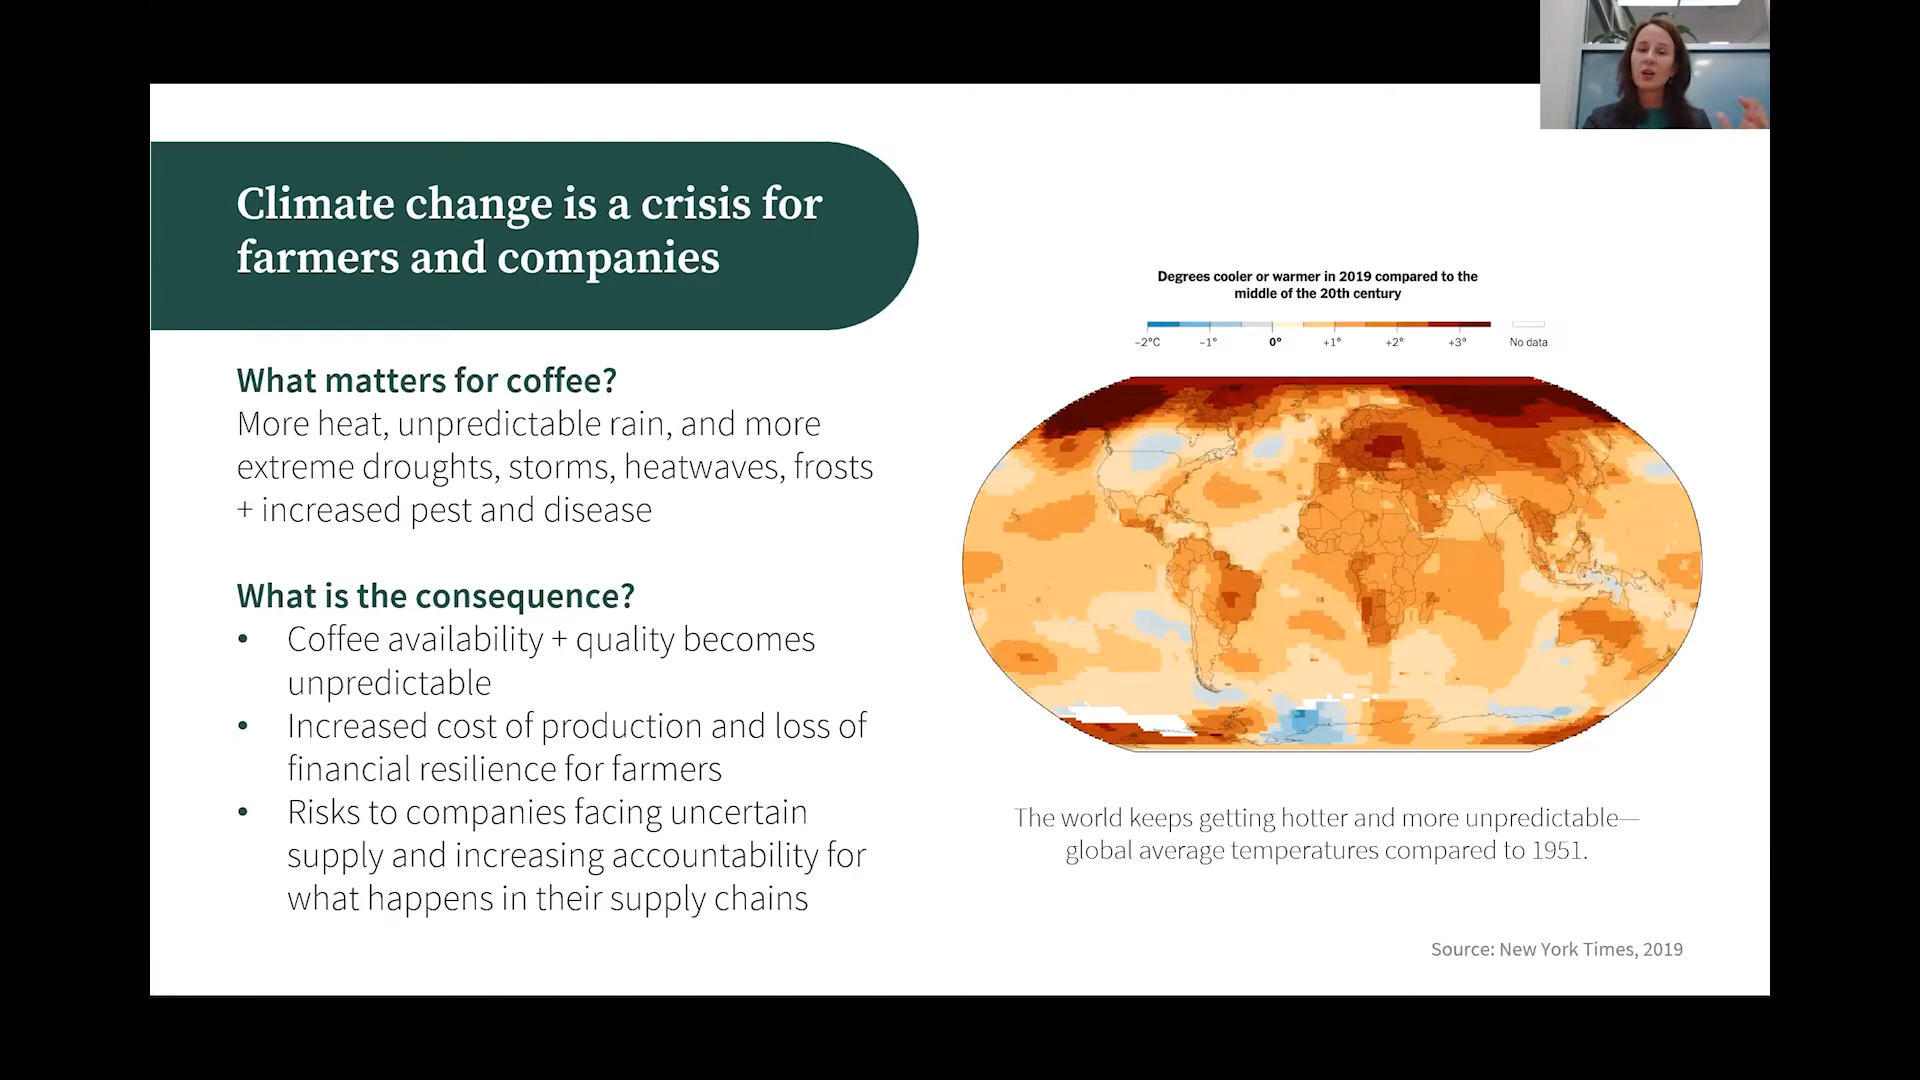 Climate change is a crisis for
farmers and companies
What matters for coffee?
More heat, unpredictable rain, and more
extreme droughts, storms, heatwaves, frosts
+ increased pest and disease
What is the consequence?
• Coffee availability + quality becomes
unpredictable
• Increased cost of production and loss of
financial resilience for farmers
• Risks to companies facing uncertain
supply and increasing accountability for
what happens in their supply chains
Degrees cooler or warmer in 2019 compared to the
middle of the 20th century
−2°C −1° 0° +1° +2° +3° No data
The world keeps getting hotter and more unpredictable—
global average temperatures compared to 1951.
Source: New York Times, 2019